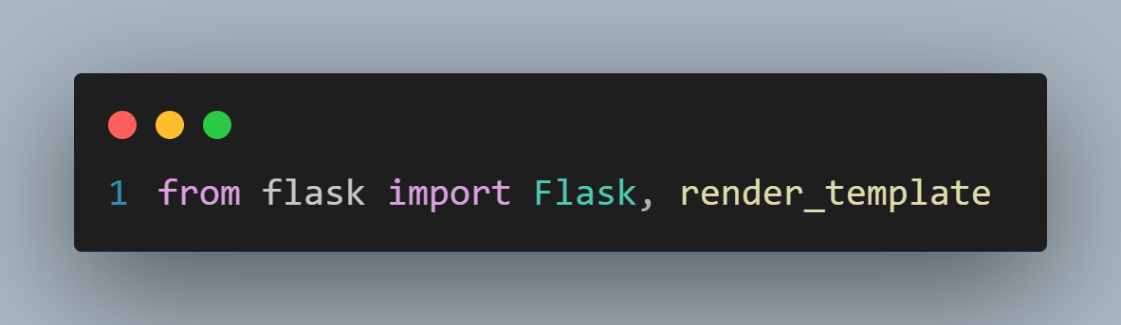 1 from flask import Flask, render_template